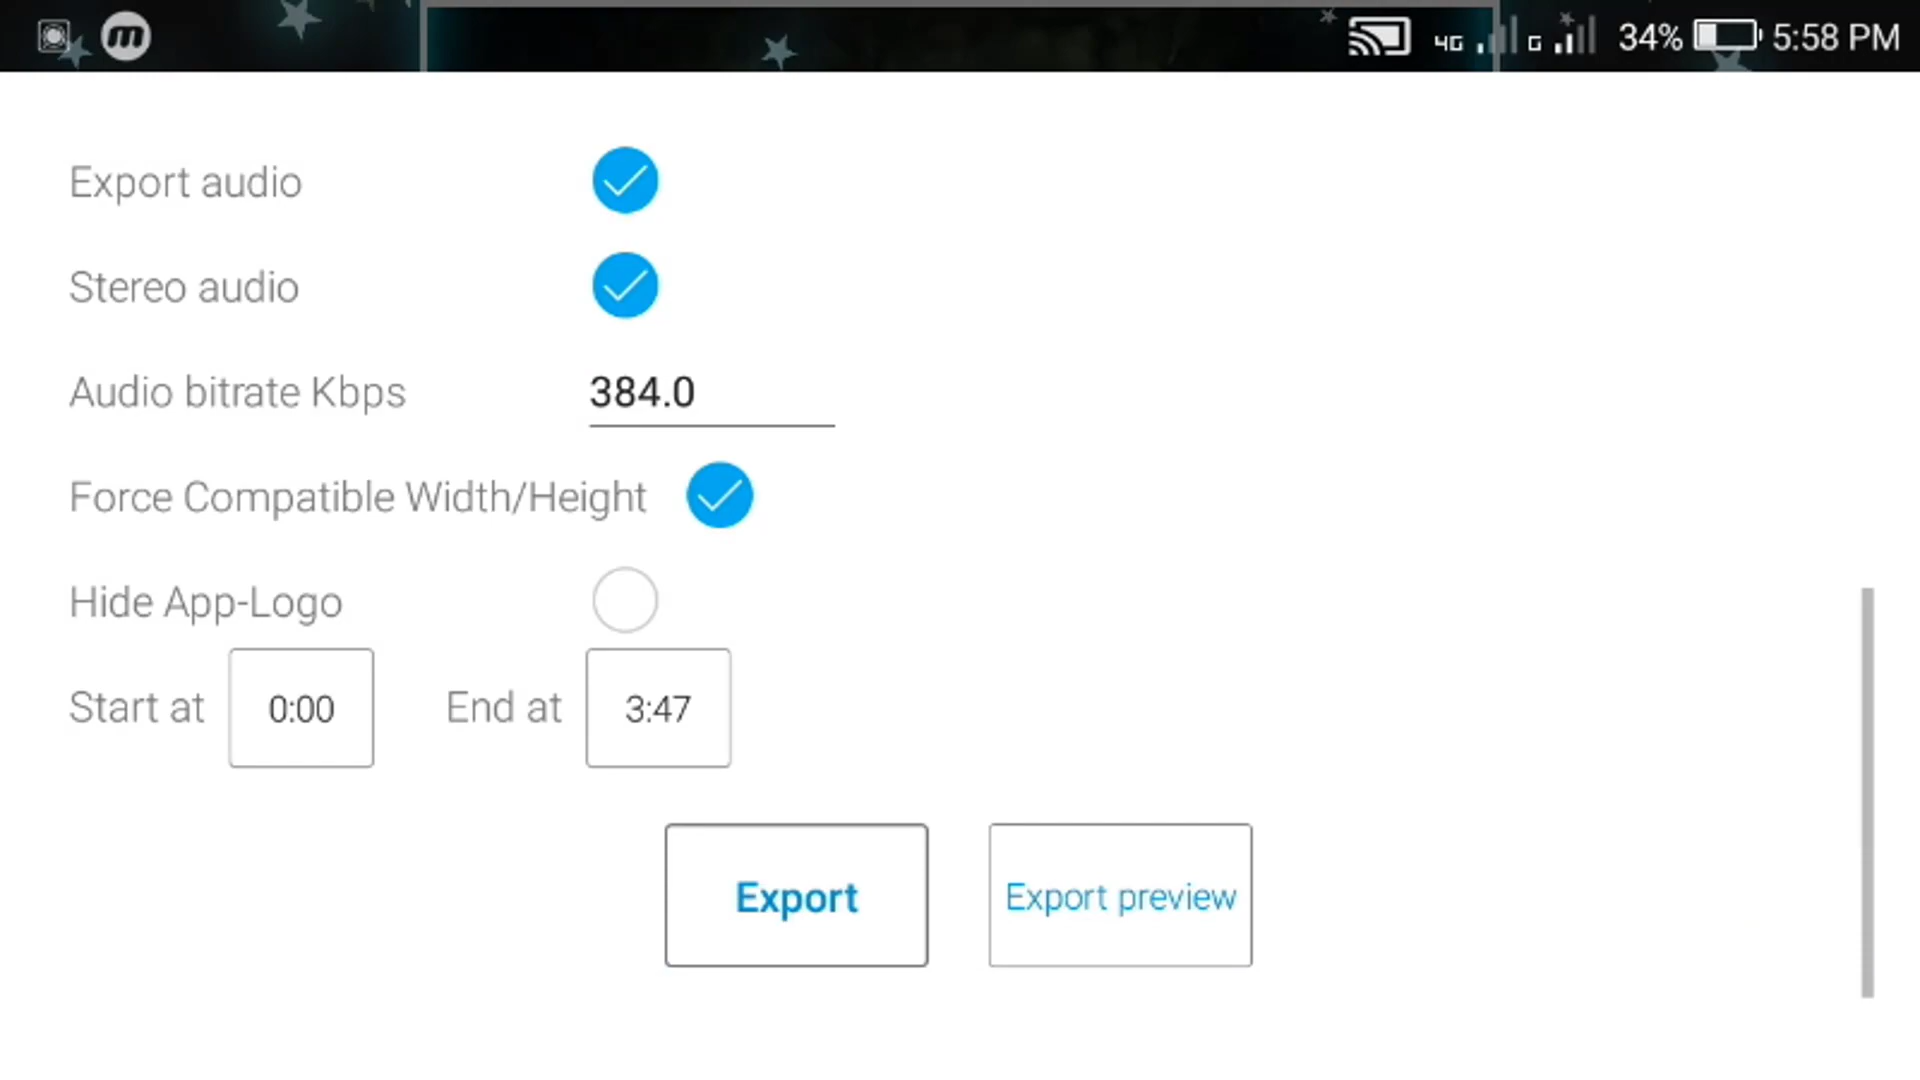 m 4G G 34% 5:58 PM
Export audio
Stereo audio
Audio bitrate Kbps 384.0
Force Compatible Width/Height
Hide App-Logo
Start at 0:00 End at 3:47
Export Export preview